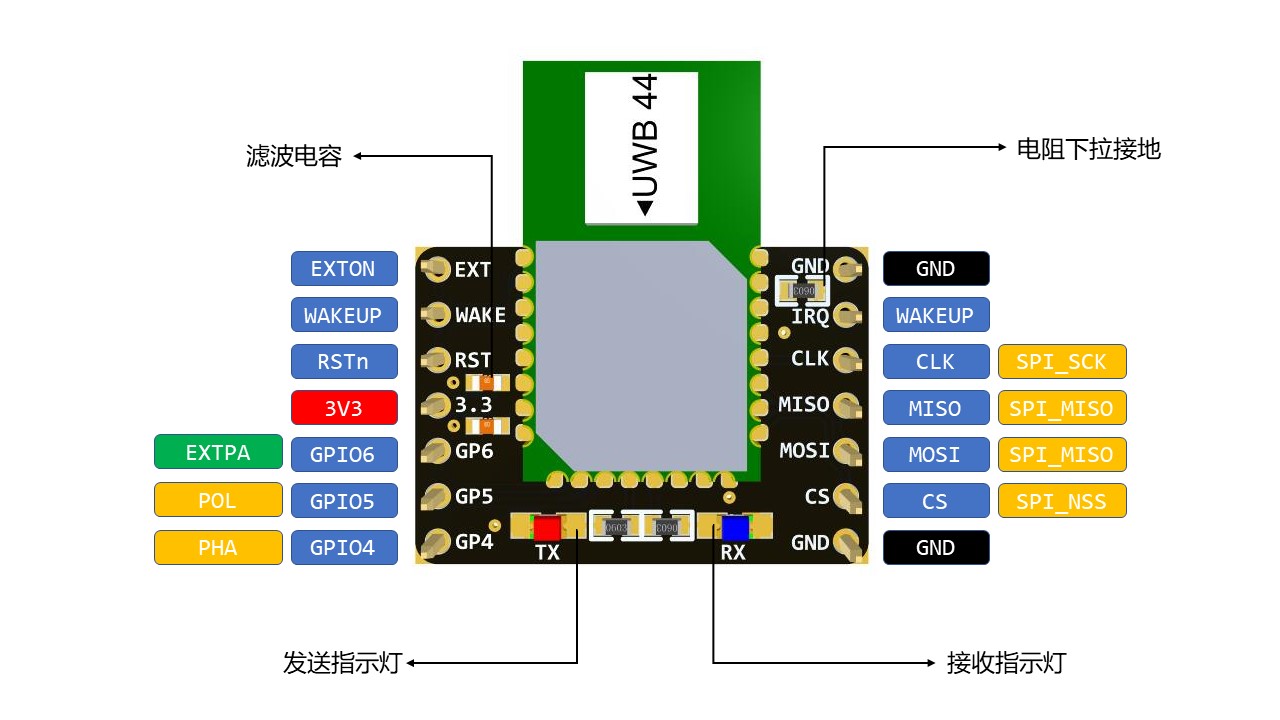 UWB 44
滤波电容
电阻下拉接地
EXTON
EXT
GND
GND
0603
WAKEUP
WAKE
IRQ
WAKEUP
RSTn
RST
CLK
CLK
SPI_SCK
3V3
3.3
MISO
MISO
SPI_MISO
EXTPA
GPIO6
GP6
MOSI
MOSI
SPI_MISO
POL
GPIO5
GP5
CS
CS
SPI_NSS
PHA
GPIO4
GP4
0603
0603
GND
GND
TX
RX
发送指示灯
接收指示灯